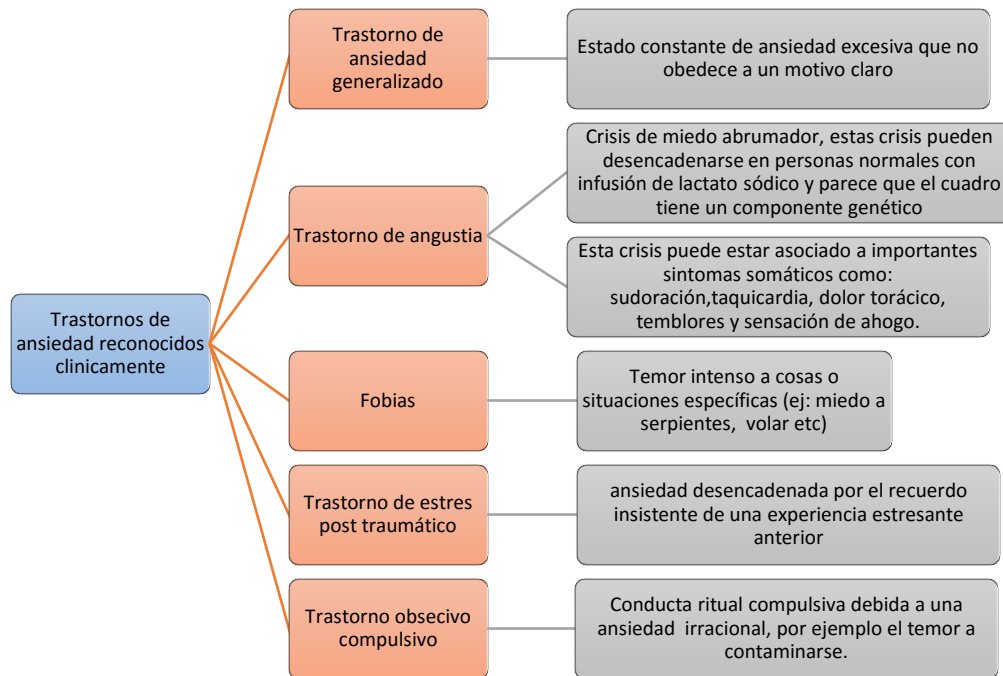 Trastornos de
ansiedad reconocidos
clinicamente
Trastorno de
ansiedad
generalizado
Estado constante de ansiedad excesiva que no
obedece a un motivo claro
Trastorno de angustia
Crisis de miedo abrumador, estas crisis pueden
desencadenarse en personas normales con
infusión de lactato sódico y parece que el cuadro
tiene un componente genético
Esta crisis puede estar asociado a importantes
sintomas somáticos como:
sudoración,taquicardia, dolor torácico,
temblores y sensación de ahogo.
Fobias
Temor intenso a cosas o
situaciones específicas (ej: miedo a
serpientes, volar etc)
Trastorno de estres
post traumático
ansiedad desencadenada por el recuerdo
insistente de una experiencia estresante
anterior
Trastorno obsecivo
compulsivo
Conducta ritual compulsiva debida a una
ansiedad irracional, por ejemplo el temor a
contaminarse.